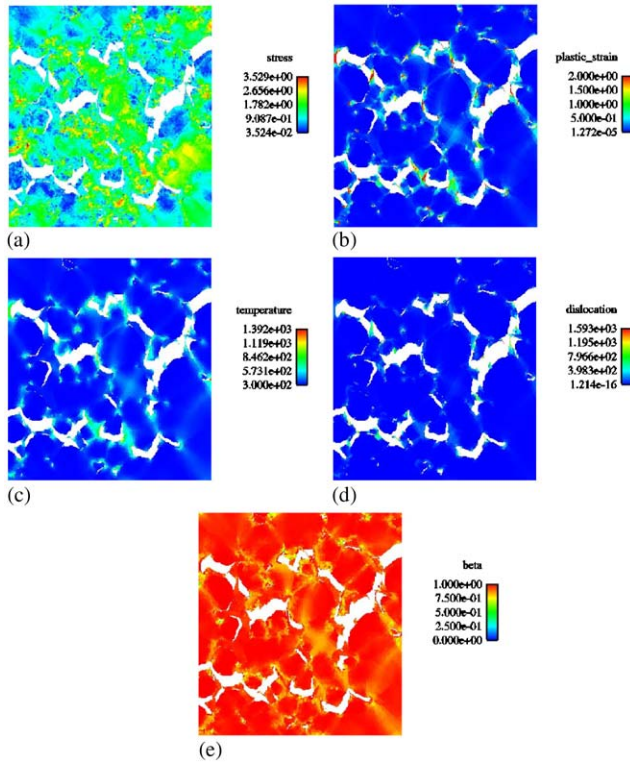 stress
3.529e+00
2.656e+00
1.782e+00
9.087e-01
3.524e-02
(a)
plastic_strain
2.000e+00
1.500e+00
1.000e+00
5.000e-01
1.272e-05
(b)
temperature
1.392e+03
1.119e+03
8.462e+02
5.731e+02
3.000e+02
(c)
dislocation
1.593e+03
1.195e+03
7.966e+02
3.983e+02
1.214e-16
(d)
beta
1.000e+00
7.500e-01
5.000e-01
2.500e-01
0.000e+00
(e)